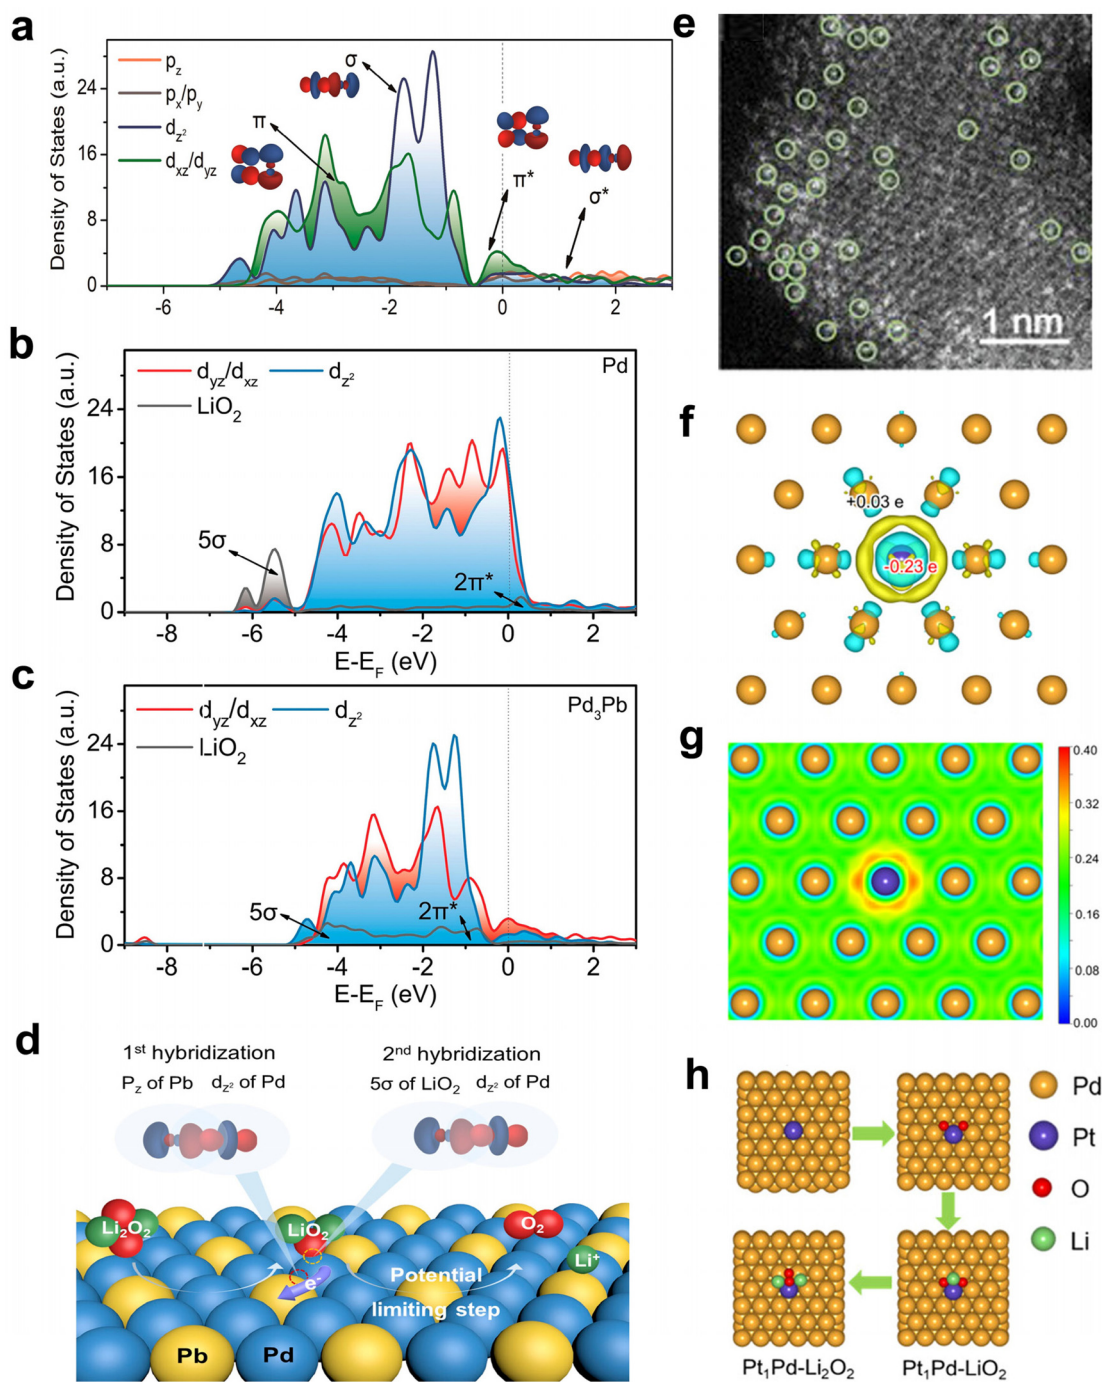 a
Density of States (a.u.)
24
16
8
0
p_z
p_x/p_y
d_z²
d_xz/d_yz
π
σ
π*
σ*
-6
-4
-2
0
2
b
Density of States (a.u.)
24
16
8
0
d_yz/d_xz
d_z²
LiO₂
Pd
5σ
2π*
-8
-6
-4
-2
0
2
E-E_F (eV)
c
Density of States (a.u.)
24
16
8
0
d_yz/d_xz
d_z²
LiO₂
Pd₃Pb
5σ
2π*
-8
-6
-4
-2
0
2
E-E_F (eV)
d
1ˢᵗ hybridization
P_z of Pb d_z² of Pd
2ⁿᵈ hybridization
5σ of LiO₂ d_z² of Pd
Li₂O₂
LiO₂
O₂
Li⁺
e⁻
Potential
limiting step
Pb
Pd
e
1 nm
f
+0.03 e
-0.23 e
g
0.40
0.32
0.24
0.16
0.08
0.00
h
Pd
Pt
O
Li
Pt₁Pd-Li₂O₂
Pt₁Pd-LiO₂